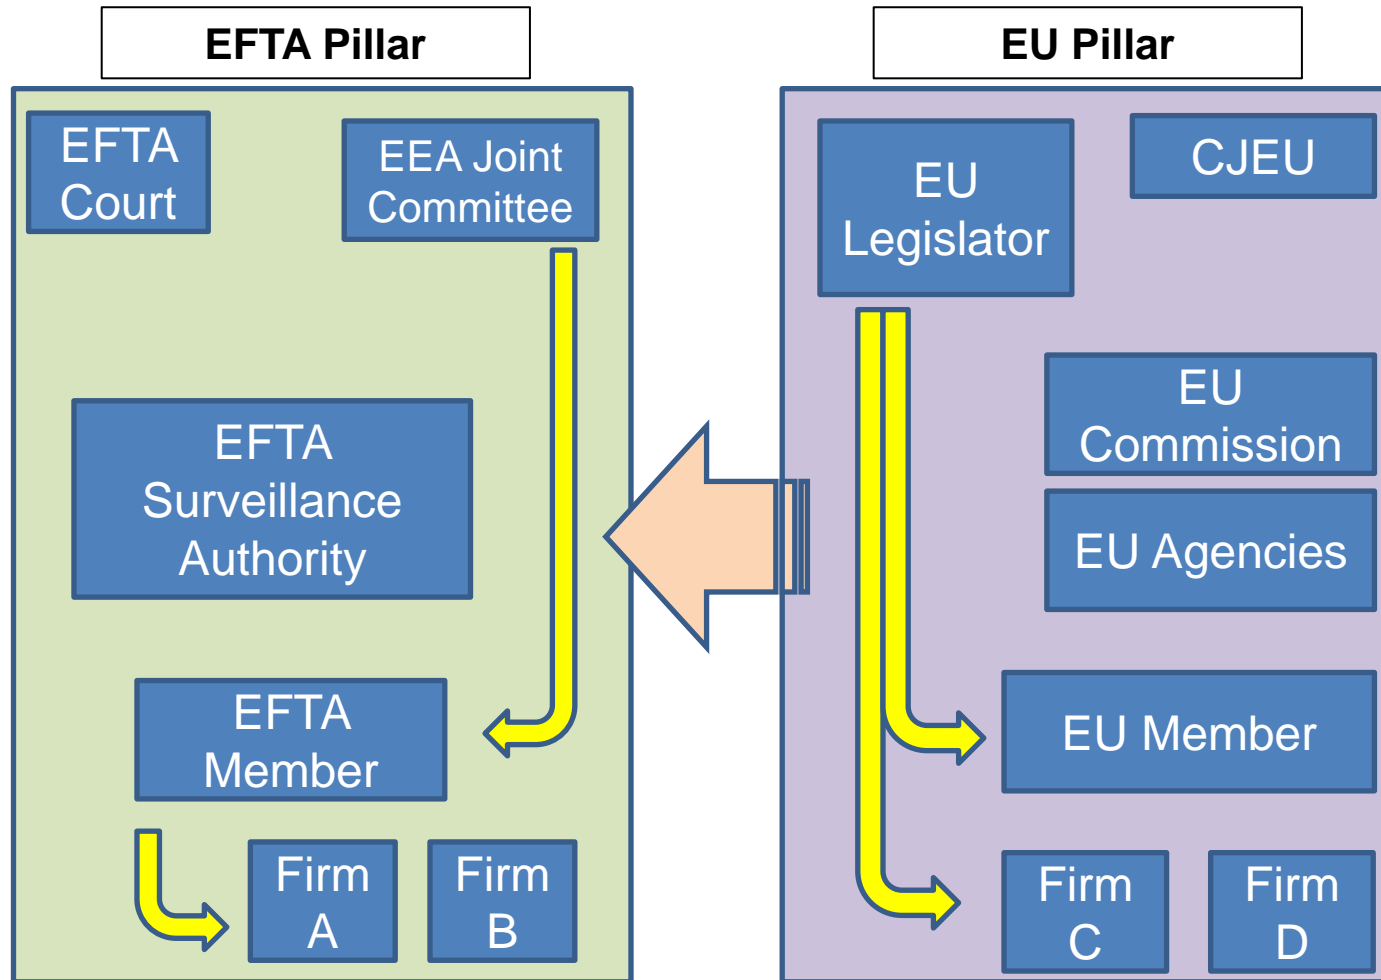 EFTA Pillar
EFTA
Court
EEA Joint
Committee
EFTA
Surveillance
Authority
EFTA
Member
Firm
A
Firm
B
EU Pillar
EU
Legislator
CJEU
EU
Commission
EU Agencies
EU Member
Firm
C
Firm
D